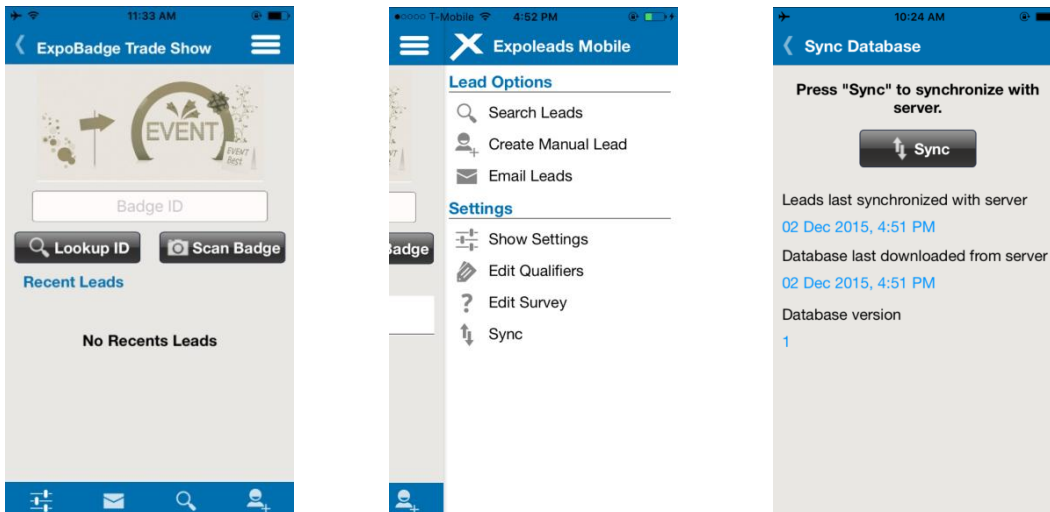 11:33 AM
ExpoBadge Trade Show
EVENT
EVENT
Best
Badge ID
Lookup ID
Scan Badge
Recent Leads
No Recents Leads
T-Mobile 4:52 PM
Expoleads Mobile
adge
Lead Options
Search Leads
Create Manual Lead
Email Leads
Settings
Show Settings
Edit Qualifiers
Edit Survey
Sync
10:24 AM
Sync Database
Press "Sync" to synchronize with
server.
Sync
Leads last synchronized with server
02 Dec 2015, 4:51 PM
Database last downloaded from server
02 Dec 2015, 4:51 PM
Database version
1